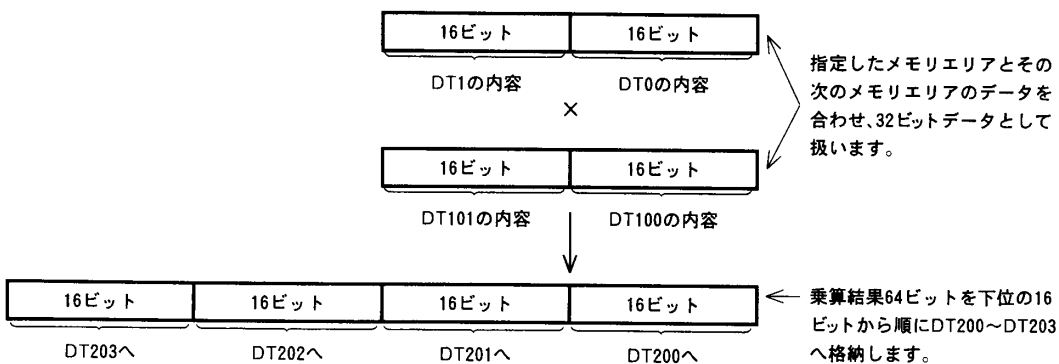 16ビット 16ビット
DT1の内容 DT0の内容
×
16ビット 16ビット
DT101の内容 DT100の内容
指定したメモリエリアとその
次のメモリエリアのデータを
合わせ、32ビットデータとして
扱います。
16ビット 16ビット 16ビット 16ビット
DT203へ DT202へ DT201へ DT200へ
乗算結果64ビットを下位の16
ビットから順にDT200～DT203
へ格納します。